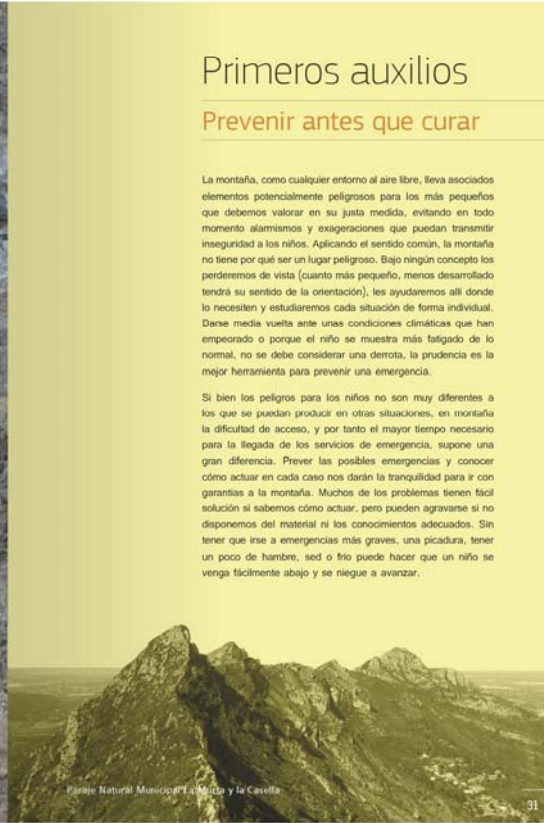 Primeros auxilios
Prevenir antes que curar
La montaña, como cualquier entorno al aire libre, lleva asociados
elementos potencialmente peligrosos para los más pequeños
que debemos valorar en su justa medida, evitando en todo
momento alarmismos y exageraciones que puedan transmitir
inseguridad a los niños. Aplicando el sentido común, la montaña
no tiene por qué ser un lugar peligroso. Bajo ningún concepto los
perderemos de vista (cuanto más pequeño, menos desarrollado
tendrá su sentido de la orientación), les ayudaremos allí donde
lo necesiten y estudiaremos cada situación de forma individual.
Darse media vuelta ante unas condiciones climáticas que han
empeorado o porque el niño se muestra más fatigado de lo
normal, no se debe considerar una derrota, la prudencia es la
mejor herramienta para prevenir una emergencia.
Si bien los peligros para los niños no son muy diferentes a
los que se puedan producir en otras situaciones, en montaña
la dificultad de acceso, y por tanto el mayor tiempo necesario
para la llegada de los servicios de emergencia, supone una
gran diferencia. Prever las posibles emergencias y conocer
cómo actuar en cada caso nos darán la tranquilidad para ir con
garantías a la montaña. Muchos de los problemas tienen fácil
solución si sabemos cómo actuar, pero pueden agravarse si no
disponemos del material ni los conocimientos adecuados. Sin
tener que irse a emergencias más graves, una picadura, tener
un poco de hambre, sed o frío puede hacer que un niño se
venga fácilmente abajo y se niegue a avanzar.
Paraje Natural Municipal La Murta y la Casella
31